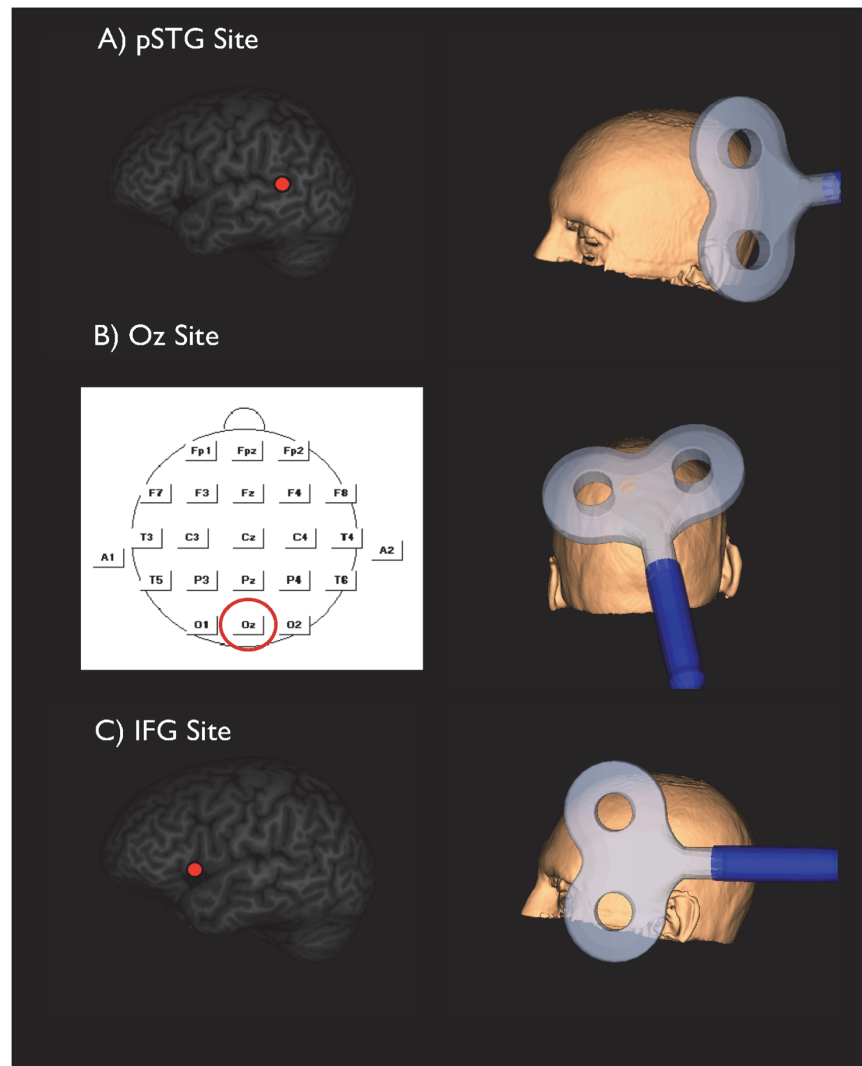 A) pSTG Site
B) Oz Site
Fp1 Fpz Fp2
F7 F3 Fz F4 F8
T3 C3 Cz C4 T4
A1 A2
T5 P3 Pz P4 T6
O1 Oz O2
C) IFG Site